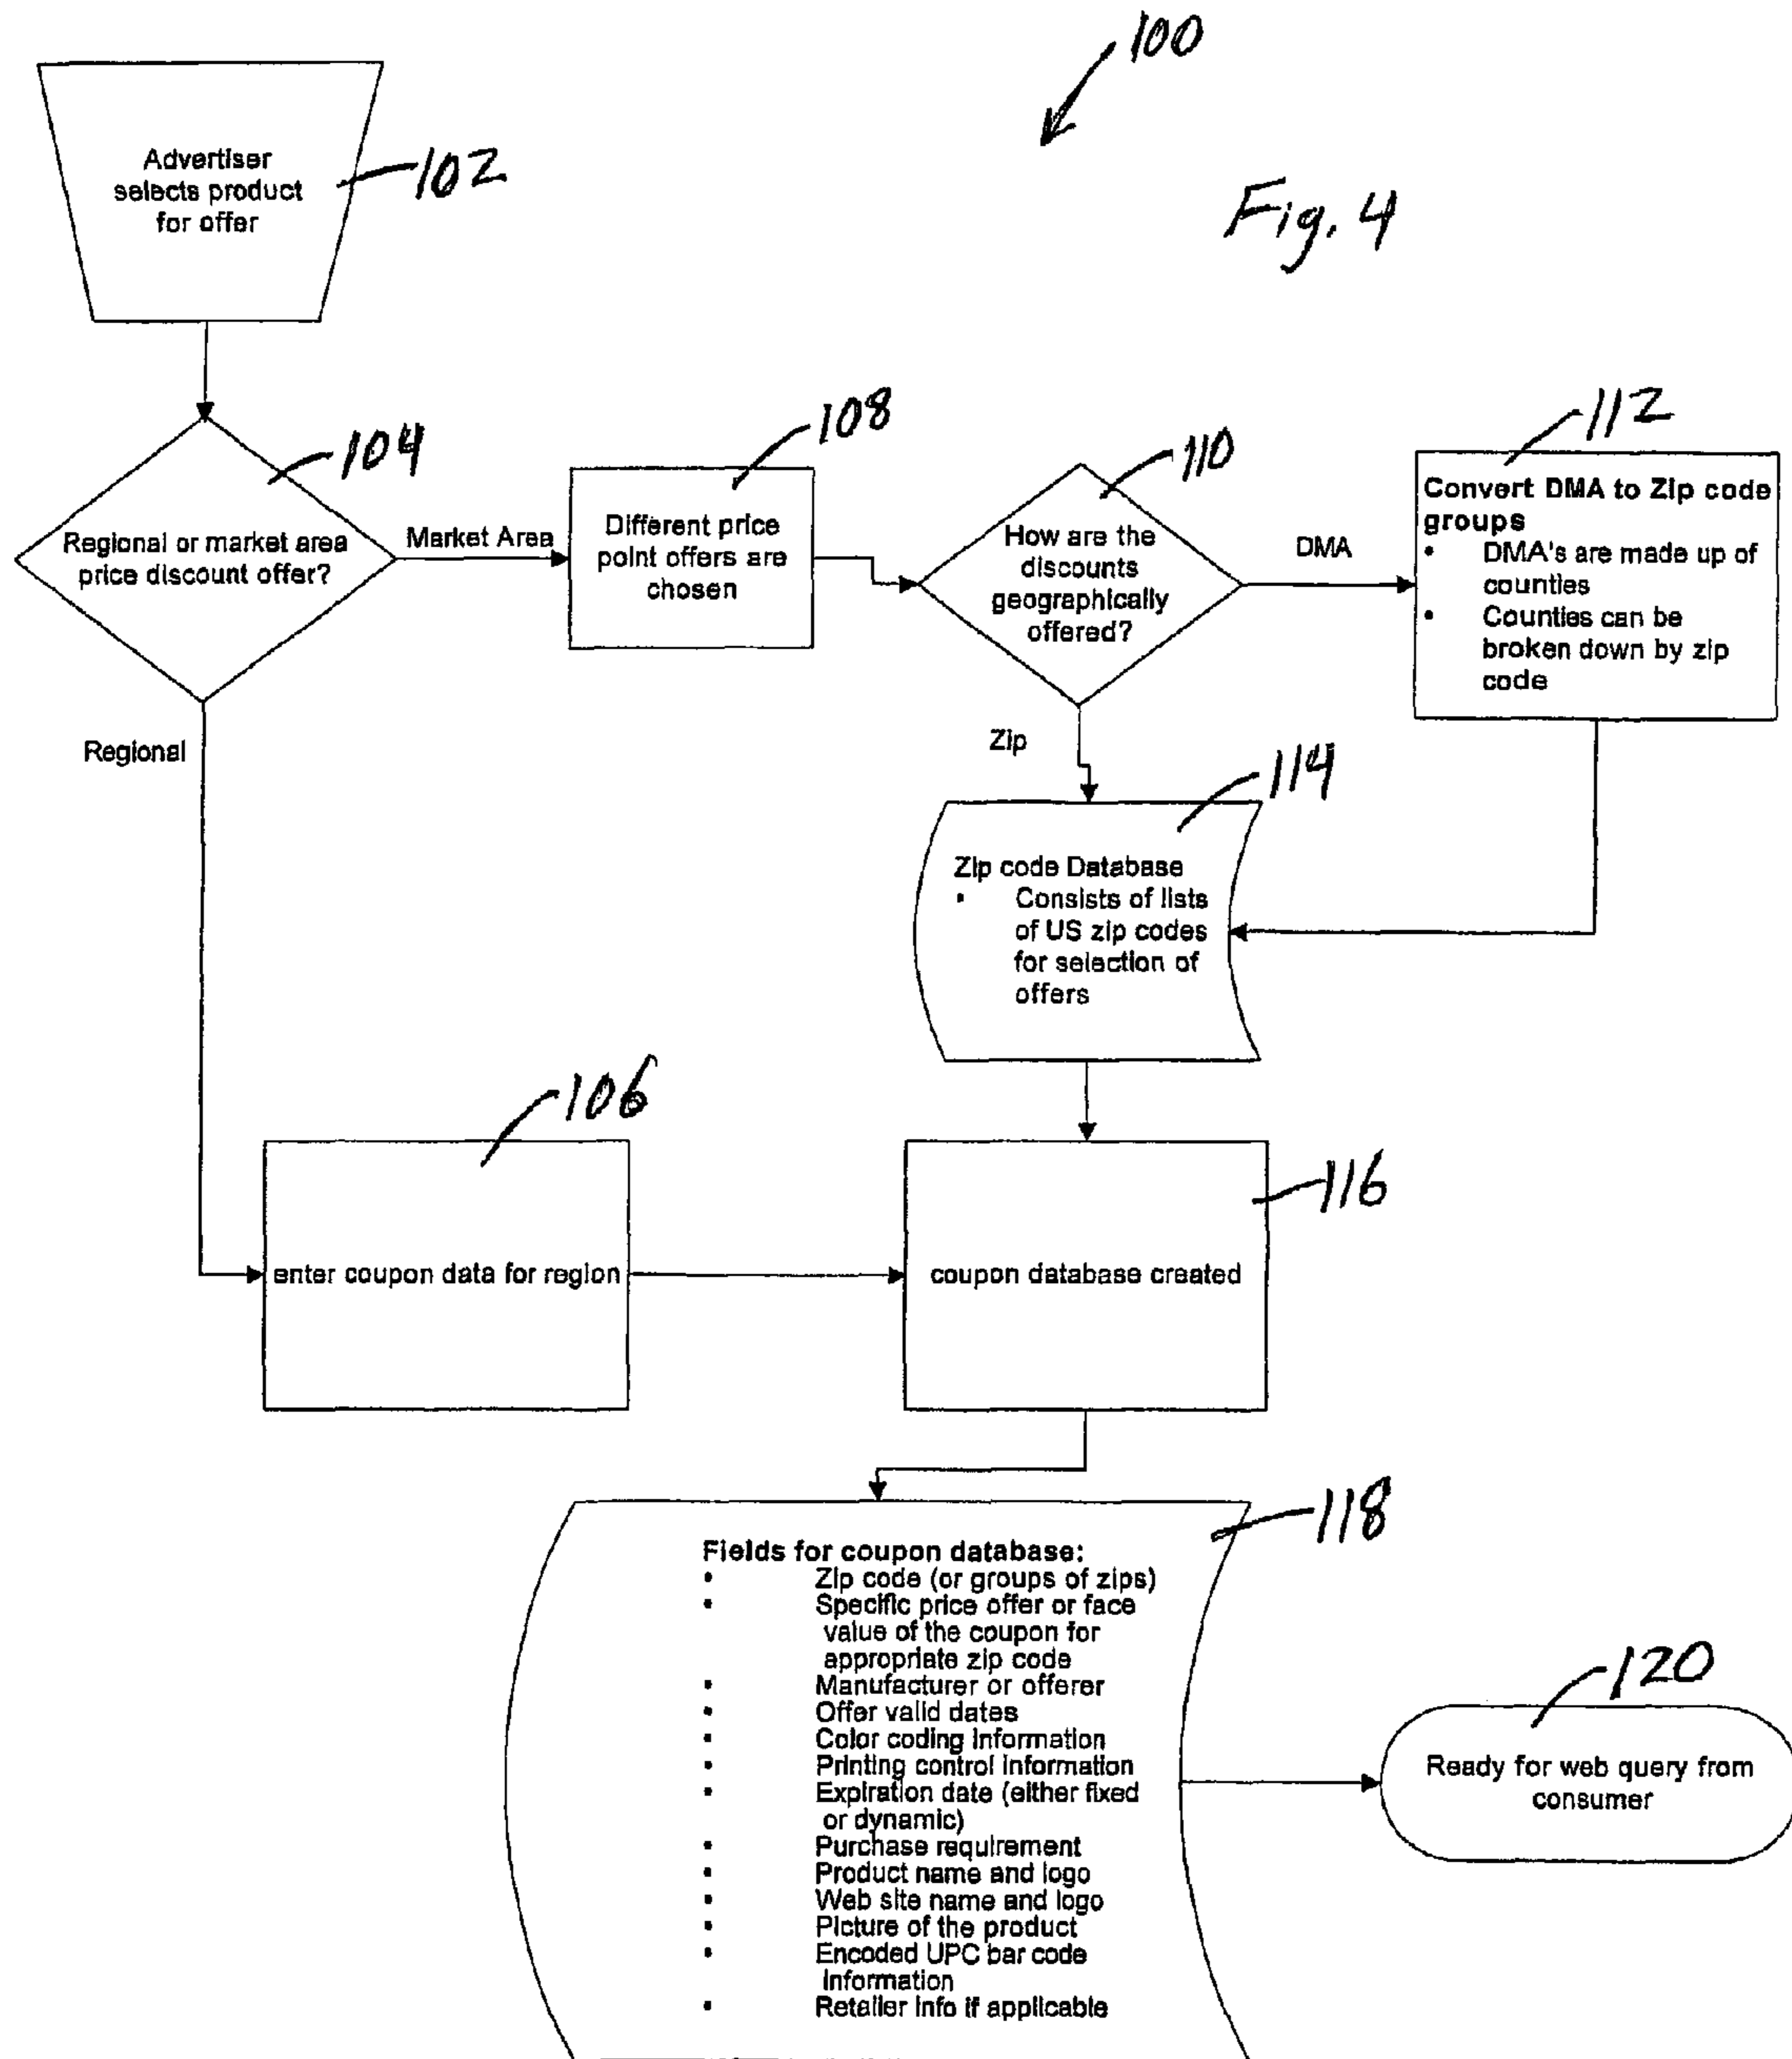 100
Fig. 4
Advertiser
selects product
for offer
102
Regional or market area
price discount offer?
104
Market Area
Regional
Different price
point offers are
chosen
108
How are the
discounts
geographically
offered?
110
DMA
Zip
Convert DMA to Zip code
groups
• DMA's are made up of
counties
• Counties can be
broken down by zip
code
112
Zip code Database
• Consists of lists
of US zip codes
for selection of
offers
114
enter coupon data for region
106
coupon database created
116
Fields for coupon database:
• Zip code (or groups of zips)
• Specific price offer or face
value of the coupon for
appropriate zip code
• Manufacturer or offerer
• Offer valid dates
• Color coding information
• Printing control information
• Expiration date (either fixed
or dynamic)
• Purchase requirement
• Product name and logo
• Web site name and logo
• Picture of the product
• Encoded UPC bar code
information
• Retailer info if applicable
118
Ready for web query from
consumer
120